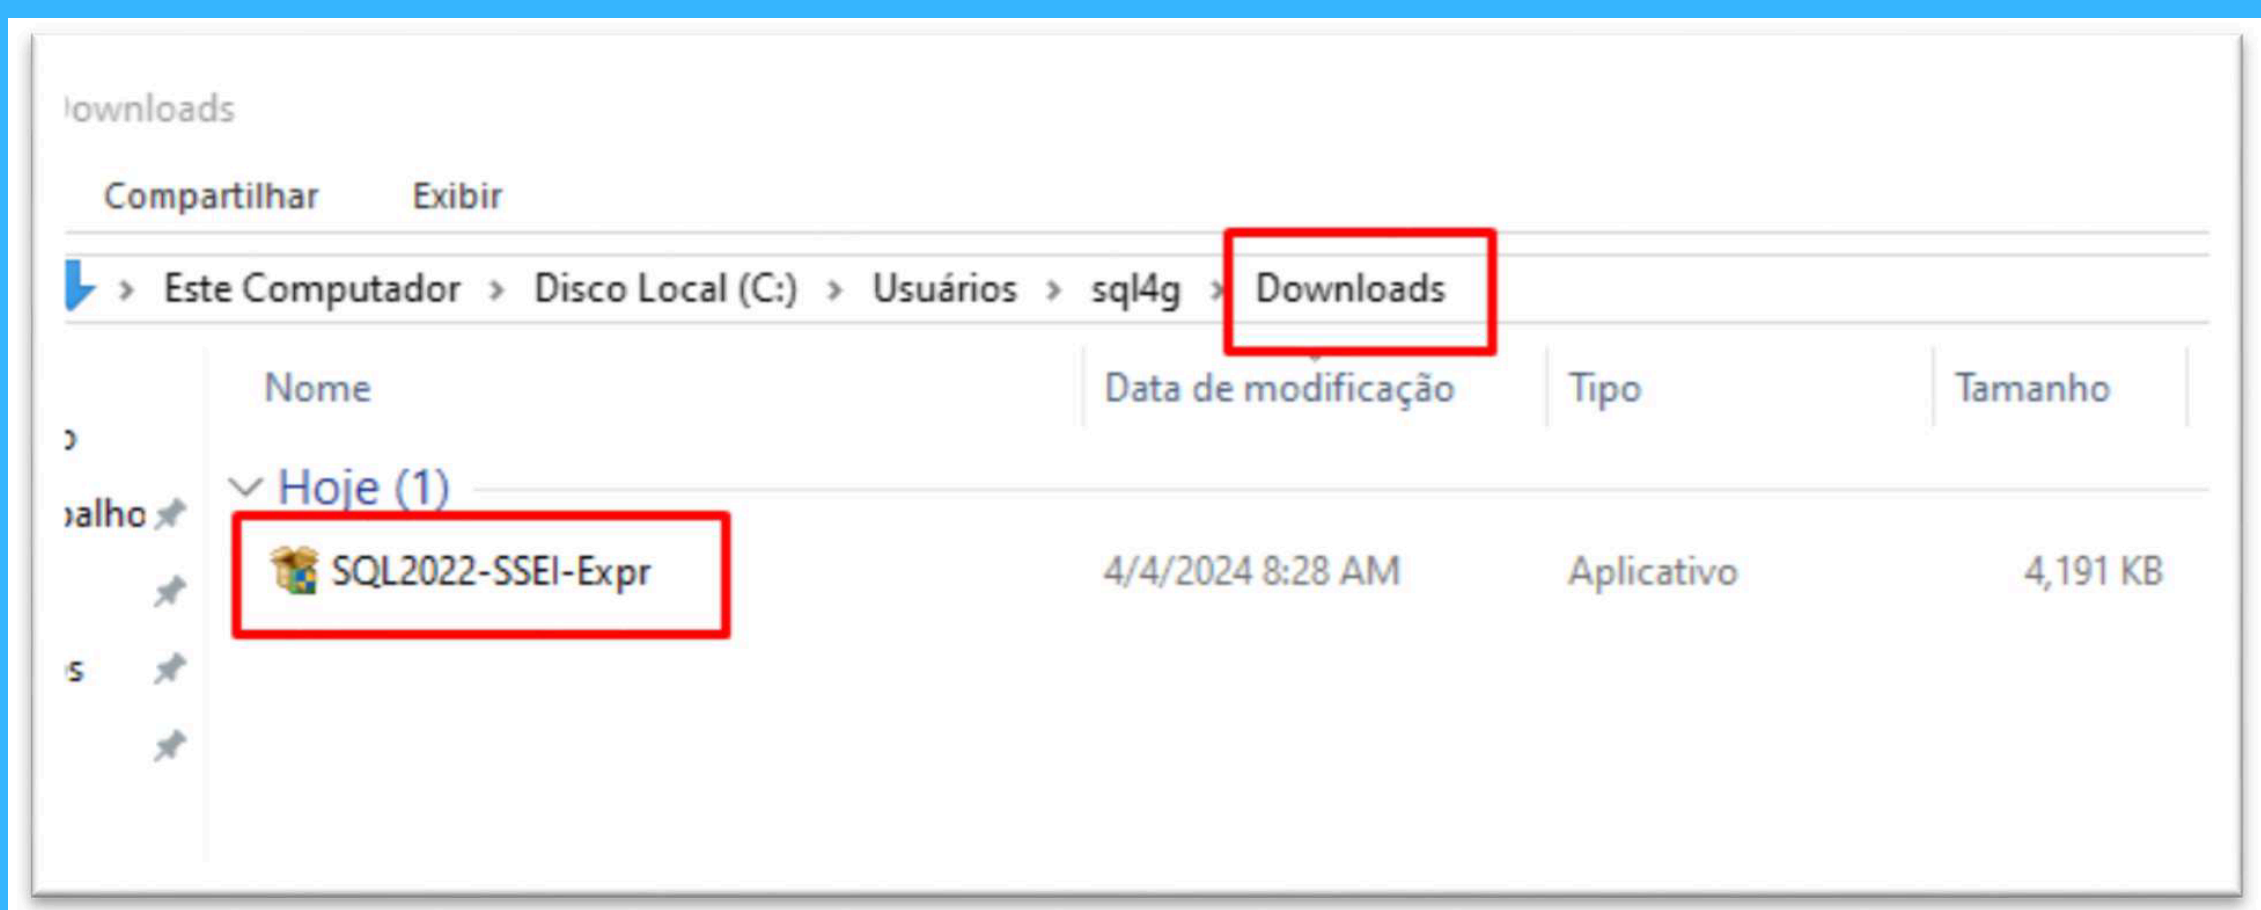 ownloads
Compartilhar Exibir
Este Computador > Disco Local (C:) > Usuários > sql4g > Downloads
Nome Data de modificação Tipo Tamanho
o
Hoje (1)
palho
SQL2022-SSEI-Expr 4/4/2024 8:28 AM Aplicativo 4,191 KB
s